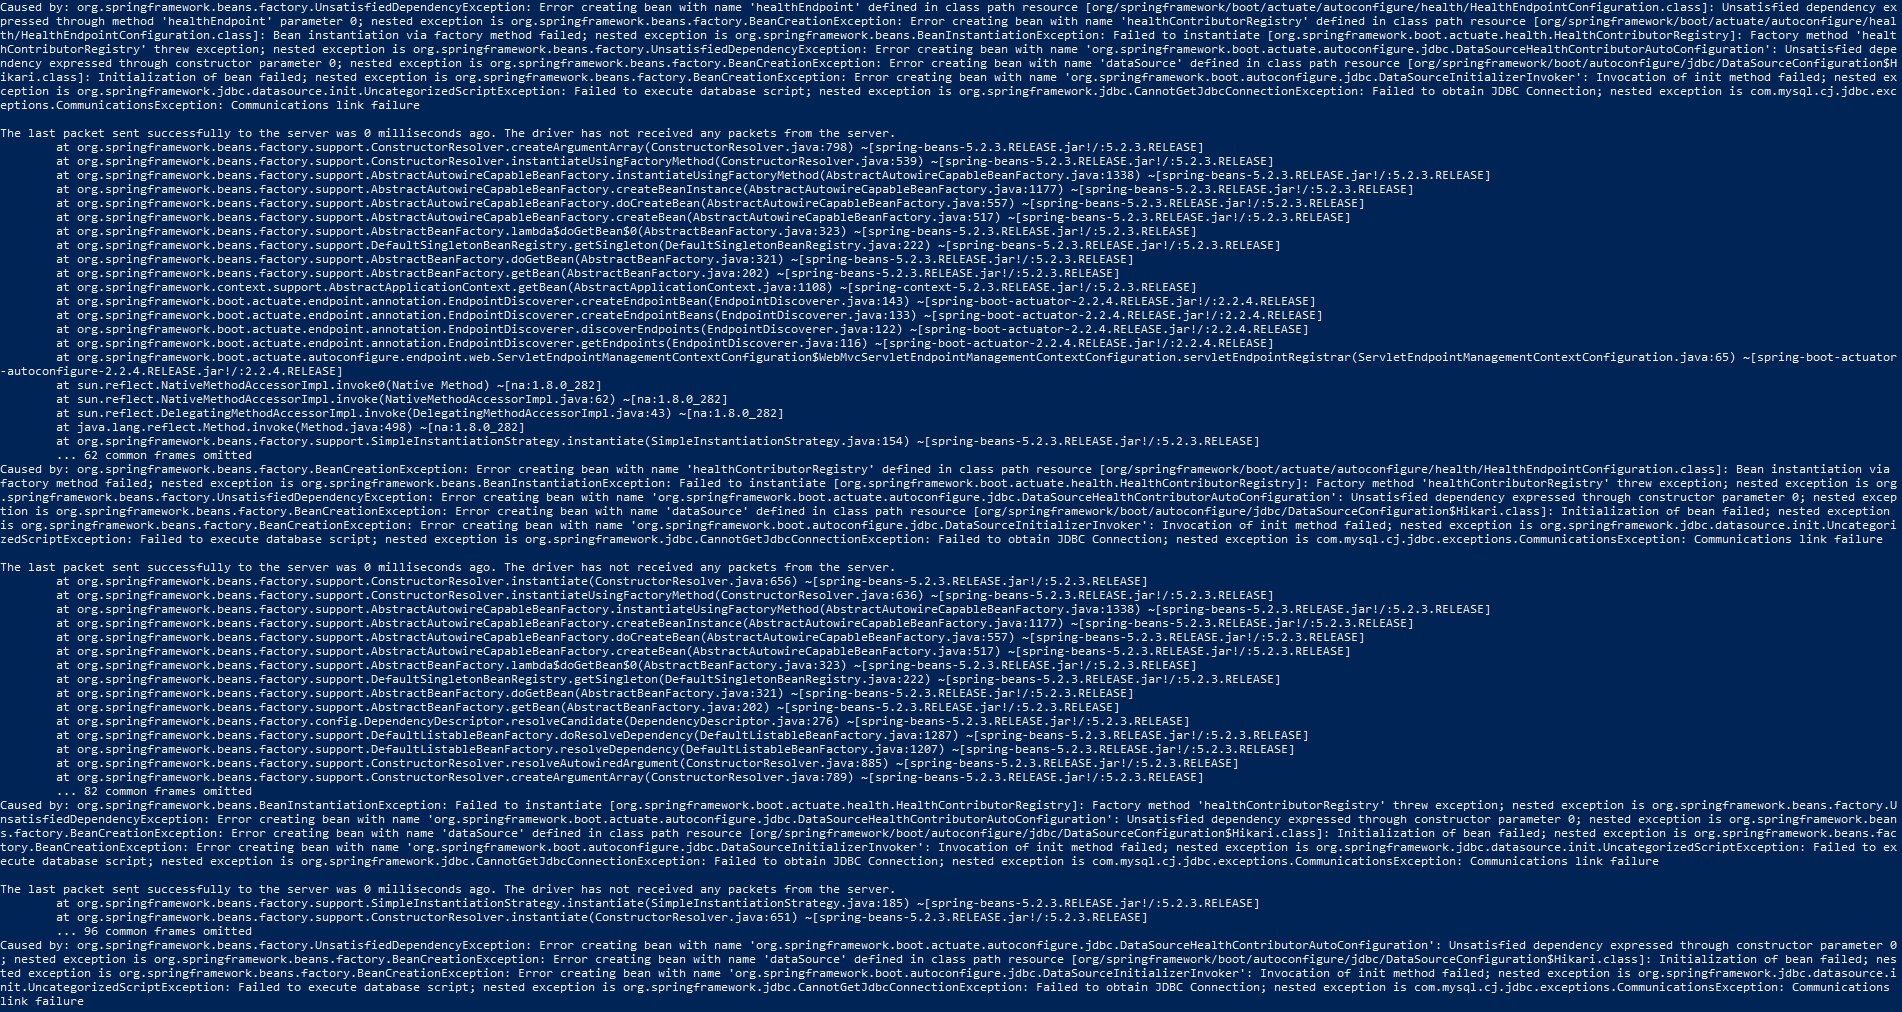 Caused by: org.springframework.beans.factory.UnsatisfiedDependencyException: Error creating bean with name 'healthEndpoint' defined in class path resource [org/springframework/boot/actuate/autoconfigure/health/HealthEndpointConfiguration.class]: Unsatisfied dependency ex
pressed through method 'healthEndpoint' parameter 0; nested exception is org.springframework.beans.factory.BeanCreationException: Error creating bean with name 'healthContributorRegistry' defined in class path resource [org/springframework/boot/actuate/autoconfigure/heal
th/HealthEndpointConfiguration.class]: Bean instantiation via factory method failed; nested exception is org.springframework.beans.BeanInstantiationException: Failed to instantiate [org.springframework.boot.actuate.health.HealthContributorRegistry]: Factory method 'healt
hContributorRegistry' threw exception; nested exception is org.springframework.beans.factory.UnsatisfiedDependencyException: Error creating bean with name 'org.springframework.boot.actuate.autoconfigure.jdbc.DataSourceHealthContributorAutoConfiguration': Unsatisfied depe
ndency expressed through constructor parameter 0; nested exception is org.springframework.beans.factory.BeanCreationException: Error creating bean with name 'dataSource' defined in class path resource [org/springframework/boot/autoconfigure/jdbc/DataSourceConfiguration$H
ikari.class]: Initialization of bean failed; nested exception is org.springframework.beans.factory.BeanCreationException: Error creating bean with name 'org.springframework.boot.autoconfigure.jdbc.DataSourceInitializerInvoker': Invocation of init method failed; nested exc
eption is org.springframework.jdbc.datasource.init.UncategorizedScriptException: Failed to execute database script; nested exception is org.springframework.jdbc.CannotGetJdbcConnectionException: Failed to obtain JDBC Connection; nested exception is com.mysql.cj.jdbc.exc
eptions.CommunicationsException: Communications link failure
The last packet sent successfully to the server was 0 milliseconds ago. The driver has not received any packets from the server.
at org.springframework.beans.factory.support.ConstructorResolver.createArgumentArray(ConstructorResolver.java:798) ~[spring-beans-5.2.3.RELEASE.jar!/:5.2.3.RELEASE]
at org.springframework.beans.factory.support.ConstructorResolver.instantiateUsingFactoryMethod(ConstructorResolver.java:539) ~[spring-beans-5.2.3.RELEASE.jar!/:5.2.3.RELEASE]
at org.springframework.beans.factory.support.AbstractAutowireCapableBeanFactory.instantiateUsingFactoryMethod(AbstractAutowireCapableBeanFactory.java:1338) ~[spring-beans-5.2.3.RELEASE.jar!/:5.2.3.RELEASE]
at org.springframework.beans.factory.support.AbstractAutowireCapableBeanFactory.createBeanInstance(AbstractAutowireCapableBeanFactory.java:1177) ~[spring-beans-5.2.3.RELEASE.jar!/:5.2.3.RELEASE]
at org.springframework.beans.factory.support.AbstractAutowireCapableBeanFactory.doCreateBean(AbstractAutowireCapableBeanFactory.java:557) ~[spring-beans-5.2.3.RELEASE.jar!/:5.2.3.RELEASE]
at org.springframework.beans.factory.support.AbstractAutowireCapableBeanFactory.createBean(AbstractAutowireCapableBeanFactory.java:517) ~[spring-beans-5.2.3.RELEASE.jar!/:5.2.3.RELEASE]
at org.springframework.beans.factory.support.AbstractBeanFactory.lambda$doGetBean$0(AbstractBeanFactory.java:323) ~[spring-beans-5.2.3.RELEASE.jar!/:5.2.3.RELEASE]
at org.springframework.beans.factory.support.DefaultSingletonBeanRegistry.getSingleton(DefaultSingletonBeanRegistry.java:222) ~[spring-beans-5.2.3.RELEASE.jar!/:5.2.3.RELEASE]
at org.springframework.beans.factory.support.AbstractBeanFactory.doGetBean(AbstractBeanFactory.java:321) ~[spring-beans-5.2.3.RELEASE.jar!/:5.2.3.RELEASE]
at org.springframework.beans.factory.support.AbstractBeanFactory.getBean(AbstractBeanFactory.java:202) ~[spring-beans-5.2.3.RELEASE.jar!/:5.2.3.RELEASE]
at org.springframework.context.support.AbstractApplicationContext.getBean(AbstractApplicationContext.java:1108) ~[spring-context-5.2.3.RELEASE.jar!/:5.2.3.RELEASE]
at org.springframework.boot.actuate.endpoint.annotation.EndpointDiscoverer.createEndpointBean(EndpointDiscoverer.java:143) ~[spring-boot-actuator-2.2.4.RELEASE.jar!/:2.2.4.RELEASE]
at org.springframework.boot.actuate.endpoint.annotation.EndpointDiscoverer.createEndpointBeans(EndpointDiscoverer.java:133) ~[spring-boot-actuator-2.2.4.RELEASE.jar!/:2.2.4.RELEASE]
at org.springframework.boot.actuate.endpoint.annotation.EndpointDiscoverer.discoverEndpoints(EndpointDiscoverer.java:122) ~[spring-boot-actuator-2.2.4.RELEASE.jar!/:2.2.4.RELEASE]
at org.springframework.boot.actuate.endpoint.annotation.EndpointDiscoverer.getEndpoints(EndpointDiscoverer.java:116) ~[spring-boot-actuator-2.2.4.RELEASE.jar!/:2.2.4.RELEASE]
at org.springframework.boot.actuate.autoconfigure.endpoint.web.ServletEndpointManagementContextConfiguration$WebMvcServletEndpointManagementContextConfiguration.servletEndpointRegistrar(ServletEndpointManagementContextConfiguration.java:65) ~[spring-boot-actuator
-autoconfigure-2.2.4.RELEASE.jar!/:2.2.4.RELEASE]
at sun.reflect.NativeMethodAccessorImpl.invoke0(Native Method) ~[na:1.8.0_282]
at sun.reflect.NativeMethodAccessorImpl.invoke(NativeMethodAccessorImpl.java:62) ~[na:1.8.0_282]
at sun.reflect.DelegatingMethodAccessorImpl.invoke(DelegatingMethodAccessorImpl.java:43) ~[na:1.8.0_282]
at java.lang.reflect.Method.invoke(Method.java:498) ~[na:1.8.0_282]
at org.springframework.beans.factory.support.SimpleInstantiationStrategy.instantiate(SimpleInstantiationStrategy.java:154) ~[spring-beans-5.2.3.RELEASE.jar!/:5.2.3.RELEASE]
... 62 common frames omitted
Caused by: org.springframework.beans.factory.BeanCreationException: Error creating bean with name 'healthContributorRegistry' defined in class path resource [org/springframework/boot/actuate/autoconfigure/health/HealthEndpointConfiguration.class]: Bean instantiation via
factory method failed; nested exception is org.springframework.beans.BeanInstantiationException: Failed to instantiate [org.springframework.boot.actuate.health.HealthContributorRegistry]: Factory method 'healthContributorRegistry' threw exception; nested exception is org
.springframework.beans.factory.UnsatisfiedDependencyException: Error creating bean with name 'org.springframework.boot.actuate.autoconfigure.jdbc.DataSourceHealthContributorAutoConfiguration': Unsatisfied dependency expressed through constructor parameter 0; nested excep
tion is org.springframework.beans.factory.BeanCreationException: Error creating bean with name 'dataSource' defined in class path resource [org/springframework/boot/autoconfigure/jdbc/DataSourceConfiguration$Hikari.class]: Initialization of bean failed; nested exception
is org.springframework.beans.factory.BeanCreationException: Error creating bean with name 'org.springframework.boot.autoconfigure.jdbc.DataSourceInitializerInvoker': Invocation of init method failed; nested exception is org.springframework.jdbc.datasource.init.Uncategori
zedScriptException: Failed to execute database script; nested exception is org.springframework.jdbc.CannotGetJdbcConnectionException: Failed to obtain JDBC Connection; nested exception is com.mysql.cj.jdbc.exceptions.CommunicationsException: Communications link failure
The last packet sent successfully to the server was 0 milliseconds ago. The driver has not received any packets from the server.
at org.springframework.beans.factory.support.ConstructorResolver.instantiate(ConstructorResolver.java:656) ~[spring-beans-5.2.3.RELEASE.jar!/:5.2.3.RELEASE]
at org.springframework.beans.factory.support.ConstructorResolver.instantiateUsingFactoryMethod(ConstructorResolver.java:636) ~[spring-beans-5.2.3.RELEASE.jar!/:5.2.3.RELEASE]
at org.springframework.beans.factory.support.AbstractAutowireCapableBeanFactory.instantiateUsingFactoryMethod(AbstractAutowireCapableBeanFactory.java:1338) ~[spring-beans-5.2.3.RELEASE.jar!/:5.2.3.RELEASE]
at org.springframework.beans.factory.support.AbstractAutowireCapableBeanFactory.createBeanInstance(AbstractAutowireCapableBeanFactory.java:1177) ~[spring-beans-5.2.3.RELEASE.jar!/:5.2.3.RELEASE]
at org.springframework.beans.factory.support.AbstractAutowireCapableBeanFactory.doCreateBean(AbstractAutowireCapableBeanFactory.java:557) ~[spring-beans-5.2.3.RELEASE.jar!/:5.2.3.RELEASE]
at org.springframework.beans.factory.support.AbstractAutowireCapableBeanFactory.createBean(AbstractAutowireCapableBeanFactory.java:517) ~[spring-beans-5.2.3.RELEASE.jar!/:5.2.3.RELEASE]
at org.springframework.beans.factory.support.AbstractBeanFactory.lambda$doGetBean$0(AbstractBeanFactory.java:323) ~[spring-beans-5.2.3.RELEASE.jar!/:5.2.3.RELEASE]
at org.springframework.beans.factory.support.DefaultSingletonBeanRegistry.getSingleton(DefaultSingletonBeanRegistry.java:222) ~[spring-beans-5.2.3.RELEASE.jar!/:5.2.3.RELEASE]
at org.springframework.beans.factory.support.AbstractBeanFactory.doGetBean(AbstractBeanFactory.java:321) ~[spring-beans-5.2.3.RELEASE.jar!/:5.2.3.RELEASE]
at org.springframework.beans.factory.support.AbstractBeanFactory.getBean(AbstractBeanFactory.java:202) ~[spring-beans-5.2.3.RELEASE.jar!/:5.2.3.RELEASE]
at org.springframework.beans.factory.config.DependencyDescriptor.resolveCandidate(DependencyDescriptor.java:276) ~[spring-beans-5.2.3.RELEASE.jar!/:5.2.3.RELEASE]
at org.springframework.beans.factory.support.DefaultListableBeanFactory.doResolveDependency(DefaultListableBeanFactory.java:1287) ~[spring-beans-5.2.3.RELEASE.jar!/:5.2.3.RELEASE]
at org.springframework.beans.factory.support.DefaultListableBeanFactory.resolveDependency(DefaultListableBeanFactory.java:1207) ~[spring-beans-5.2.3.RELEASE.jar!/:5.2.3.RELEASE]
at org.springframework.beans.factory.support.ConstructorResolver.resolveAutowiredArgument(ConstructorResolver.java:885) ~[spring-beans-5.2.3.RELEASE.jar!/:5.2.3.RELEASE]
at org.springframework.beans.factory.support.ConstructorResolver.createArgumentArray(ConstructorResolver.java:789) ~[spring-beans-5.2.3.RELEASE.jar!/:5.2.3.RELEASE]
... 82 common frames omitted
Caused by: org.springframework.beans.BeanInstantiationException: Failed to instantiate [org.springframework.boot.actuate.health.HealthContributorRegistry]: Factory method 'healthContributorRegistry' threw exception; nested exception is org.springframework.beans.factory.U
nsatisfiedDependencyException: Error creating bean with name 'org.springframework.boot.actuate.autoconfigure.jdbc.DataSourceHealthContributorAutoConfiguration': Unsatisfied dependency expressed through constructor parameter 0; nested exception is org.springframework.bean
s.factory.BeanCreationException: Error creating bean with name 'dataSource' defined in class path resource [org/springframework/boot/autoconfigure/jdbc/DataSourceConfiguration$Hikari.class]: Initialization of bean failed; nested exception is org.springframework.beans.fac
tory.BeanCreationException: Error creating bean with name 'org.springframework.boot.autoconfigure.jdbc.DataSourceInitializerInvoker': Invocation of init method failed; nested exception is org.springframework.jdbc.datasource.init.UncategorizedScriptException: Failed to ex
ecute database script; nested exception is org.springframework.jdbc.CannotGetJdbcConnectionException: Failed to obtain JDBC Connection; nested exception is com.mysql.cj.jdbc.exceptions.CommunicationsException: Communications link failure
The last packet sent successfully to the server was 0 milliseconds ago. The driver has not received any packets from the server.
at org.springframework.beans.factory.support.SimpleInstantiationStrategy.instantiate(SimpleInstantiationStrategy.java:185) ~[spring-beans-5.2.3.RELEASE.jar!/:5.2.3.RELEASE]
at org.springframework.beans.factory.support.ConstructorResolver.instantiate(ConstructorResolver.java:651) ~[spring-beans-5.2.3.RELEASE.jar!/:5.2.3.RELEASE]
... 96 common frames omitted
Caused by: org.springframework.beans.factory.UnsatisfiedDependencyException: Error creating bean with name 'org.springframework.boot.actuate.autoconfigure.jdbc.DataSourceHealthContributorAutoConfiguration': Unsatisfied dependency expressed through constructor parameter 0
; nested exception is org.springframework.beans.factory.BeanCreationException: Error creating bean with name 'dataSource' defined in class path resource [org/springframework/boot/autoconfigure/jdbc/DataSourceConfiguration$Hikari.class]: Initialization of bean failed; nes
ted exception is org.springframework.beans.factory.BeanCreationException: Error creating bean with name 'org.springframework.boot.autoconfigure.jdbc.DataSourceInitializerInvoker': Invocation of init method failed; nested exception is org.springframework.jdbc.datasource.i
nit.UncategorizedScriptException: Failed to execute database script; nested exception is org.springframework.jdbc.CannotGetJdbcConnectionException: Failed to obtain JDBC Connection; nested exception is com.mysql.cj.jdbc.exceptions.CommunicationsException: Communications
link failure